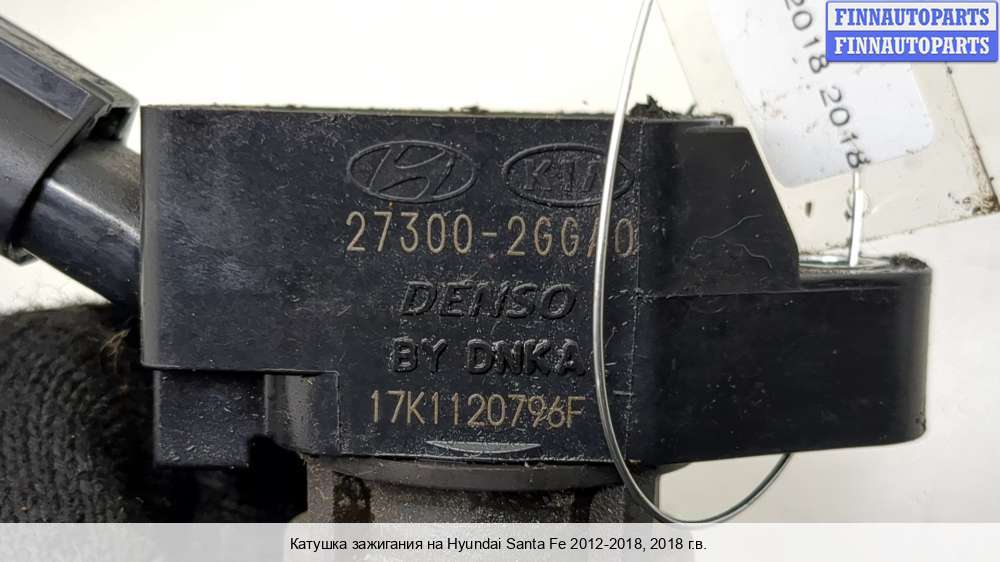 FINNAUTOPARTS
FINNAUTOPARTS
2018 2018
KIA
27300-2GGA0
DENSO
BY DNKA
17K1120796F
Катушка зажигания на Hyundai Santa Fe 2012-2018, 2018 г.в.